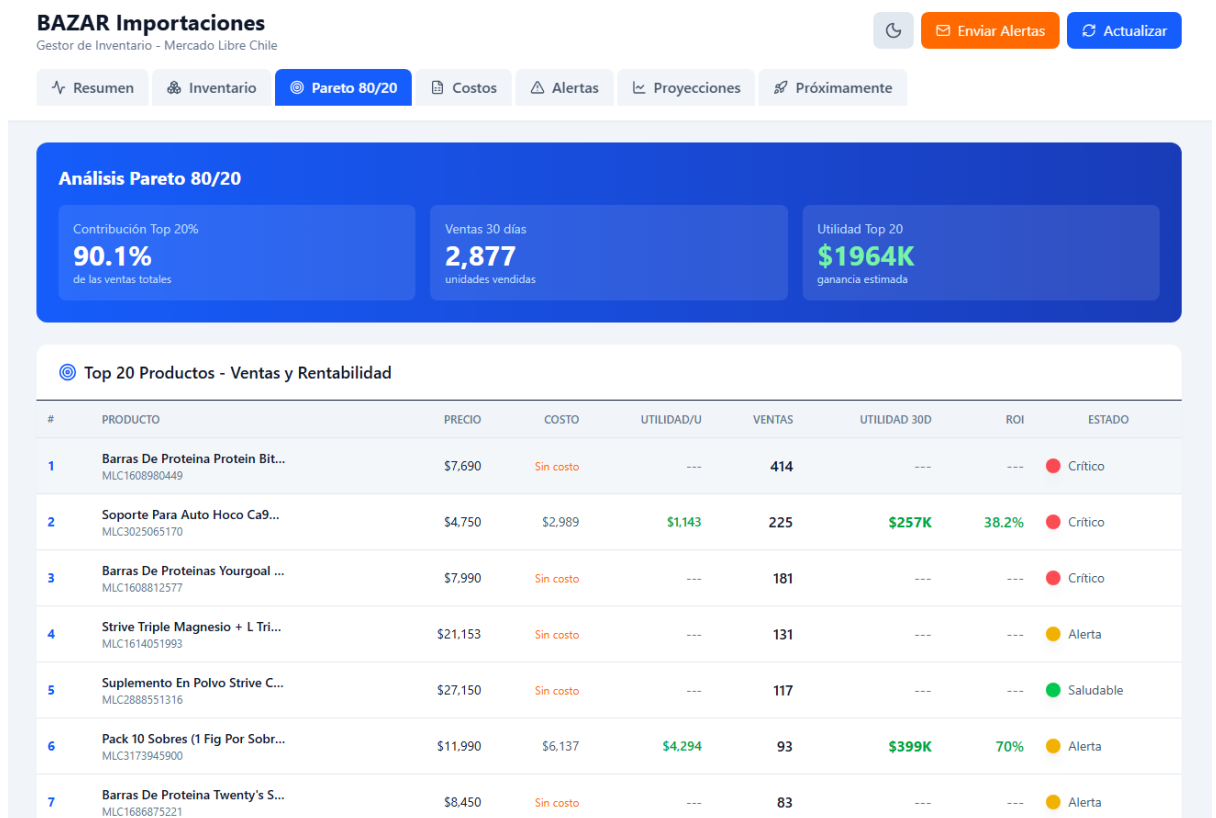 BAZAR Importaciones
Gestor de Inventario - Mercado Libre Chile
Enviar Alertas
Actualizar
Resumen
Inventario
Pareto 80/20
Costos
Alertas
Proyecciones
Próximamente
Análisis Pareto 80/20
Contribución Top 20%
90.1%
de las ventas totales
Ventas 30 días
2,877
unidades vendidas
Utilidad Top 20
$1964K
ganancia estimada
Top 20 Productos - Ventas y Rentabilidad
# PRODUCTO PRECIO COSTO UTILIDAD/U VENTAS UTILIDAD 30D ROI ESTADO
1 Barras De Proteina Protein Bit... $7,690 Sin costo --- 414 --- --- Crítico
MLC1608980449
2 Soporte Para Auto Hoco Ca9... $4,750 $2,989 $1,143 225 $257K 38.2% Crítico
MLC3025065170
3 Barras De Proteinas Yourgoal ... $7,990 Sin costo --- 181 --- --- Crítico
MLC1608812577
4 Strive Triple Magnesio + L Tri... $21,153 Sin costo --- 131 --- --- Alerta
MLC1614051993
5 Suplemento En Polvo Strive C... $27,150 Sin costo --- 117 --- --- Saludable
MLC2888551316
6 Pack 10 Sobres (1 Fig Por Sobr... $11,990 $6,137 $4,294 93 $399K 70% Alerta
MLC3173945900
7 Barras De Proteina Twenty's S... $8,450 Sin costo --- 83 --- --- Alerta
MLC1686875221